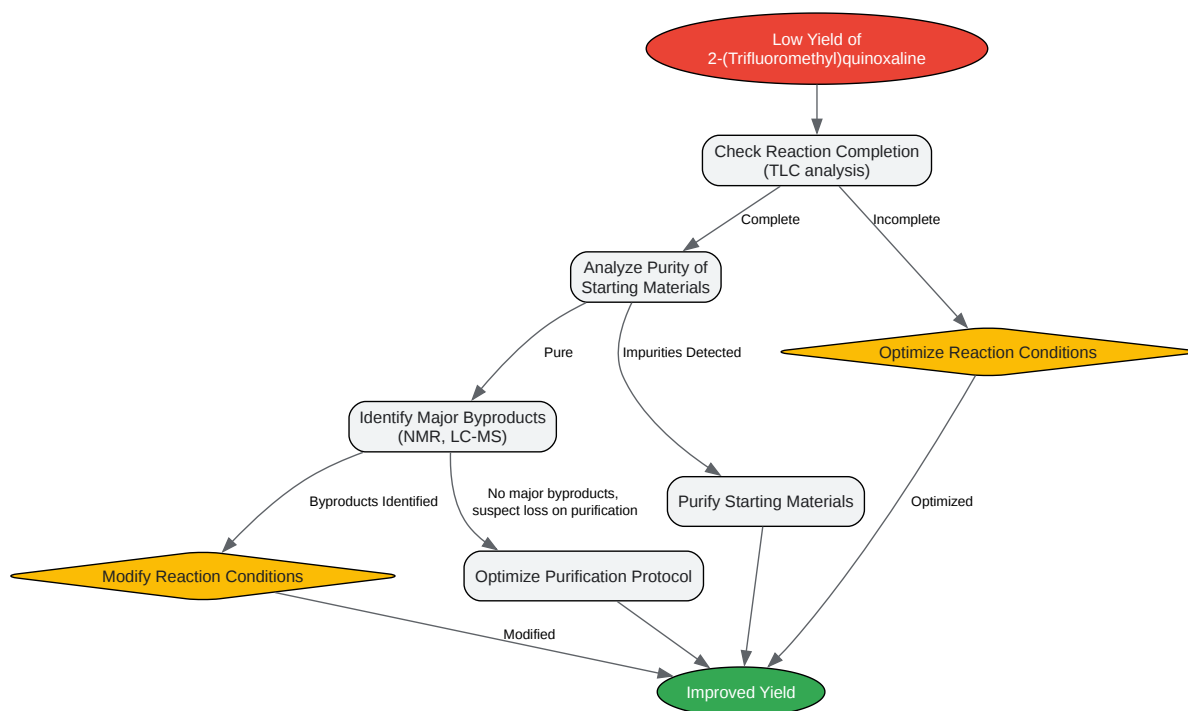 Low Yield of
2-(Trifluoromethyl)quinoxaline
Check Reaction Completion
(TLC analysis)
Complete
Incomplete
Analyze Purity of
Starting Materials
Pure
Impurities Detected
Optimize Reaction Conditions
Identify Major Byproducts
(NMR, LC-MS)
Byproducts Identified
No major byproducts,
suspect loss on purification
Purify Starting Materials
Optimized
Modify Reaction Conditions
Optimize Purification Protocol
Modified
Improved Yield